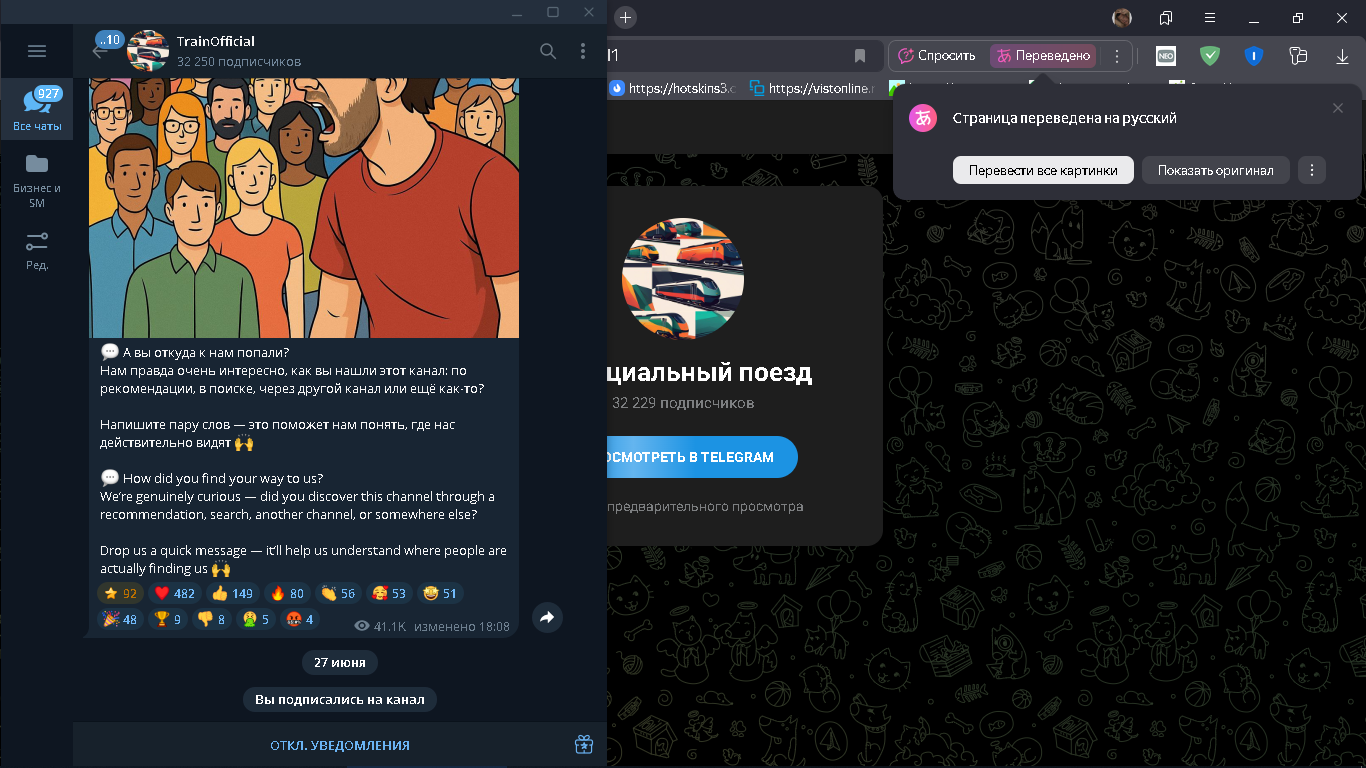 ..10
TrainOfficial
32 250 подписчиков
927
Все чаты
Бизнес и
SM
Ред.
💬 А вы откуда к нам попали?
Нам правда очень интересно, как вы нашли этот канал: по
рекомендации, в поиске, через другой канал или ещё как-то?
Напишите пару слов — это поможет нам понять, где нас
действительно видят 🙌
💬 How did you find your way to us?
We're genuinely curious — did you discover this channel through a
recommendation, search, another channel, or somewhere else?
Drop us a quick message — it'll help us understand where people are
actually finding us 🙌
⭐ 92 ❤️ 482 👍 149 🔥 80 👏 56 🥰 53 🤩 51
🎉 48 🏆 9 👎 8 🤮 5 🤬 4
41.1K изменено 18:08
27 июня
Вы подписались на канал
ОТКЛ. УВЕДОМЛЕНИЯ
Спросить
Переведено
NEO
https://hotskins3.c
https://vistonline.r
Страница переведена на русский
Перевести все картинки
Показать оригинал
циальный поезд
32 229 подписчиков
ОСМОТРЕТЬ В TELEGRAM
предварительного просмотра